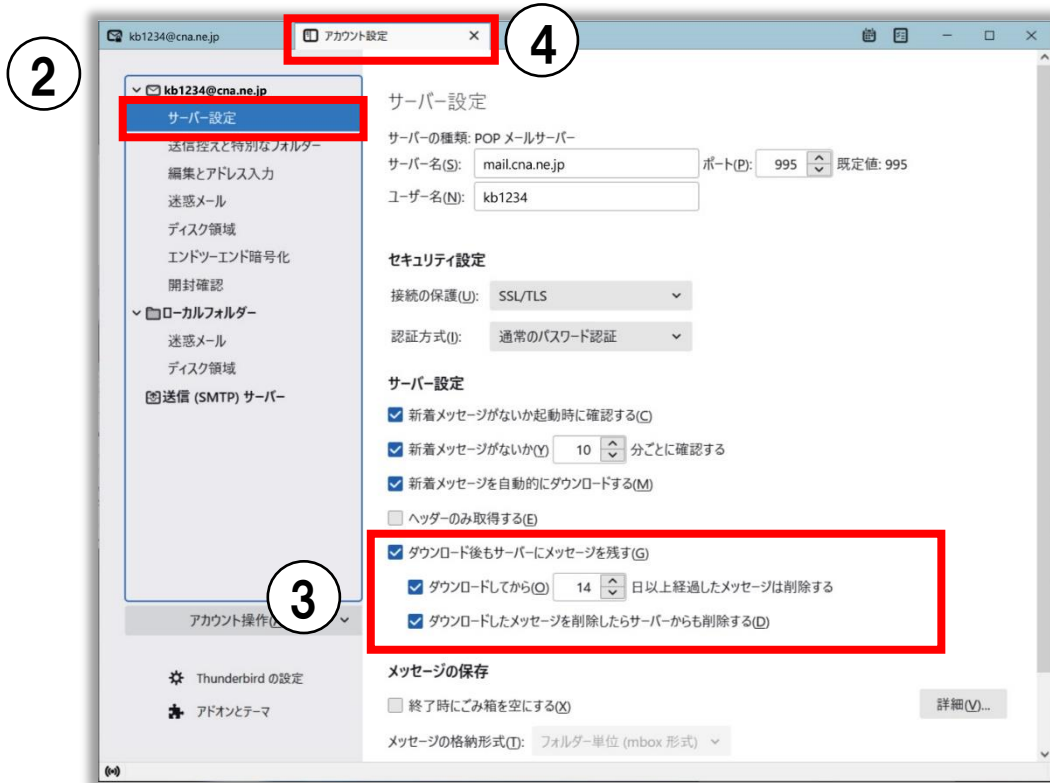 kb1234@cna.ne.jp
アカウント設定
④
②
kb1234@cna.ne.jp
サーバー設定
送信控えと特別なフォルダー
編集とアドレス入力
迷惑メール
ディスク領域
エンドツーエンド暗号化
開封確認
ローカルフォルダー
迷惑メール
ディスク領域
送信 (SMTP) サーバー
③
アカウント操作
Thunderbird の設定
アドオンとテーマ
サーバー設定
サーバーの種類: POP メールサーバー
サーバー名(S): mail.cna.ne.jp ポート(P): 995 既定値: 995
ユーザー名(N): kb1234
セキュリティ設定
接続の保護(U): SSL/TLS
認証方式(I): 通常のパスワード認証
サーバー設定
新着メッセージがないか起動時に確認する(C)
新着メッセージがないか(Y) 10 分ごとに確認する
新着メッセージを自動的にダウンロードする(M)
ヘッダーのみ取得する(E)
ダウンロード後もサーバーにメッセージを残す(G)
ダウンロードしてから(O) 14 日以上経過したメッセージは削除する
ダウンロードしたメッセージを削除したらサーバーからも削除する(D)
メッセージの保存
終了時にごみ箱を空にする(X) 詳細(V)...
メッセージの格納形式(T): フォルダー単位 (mbox 形式)